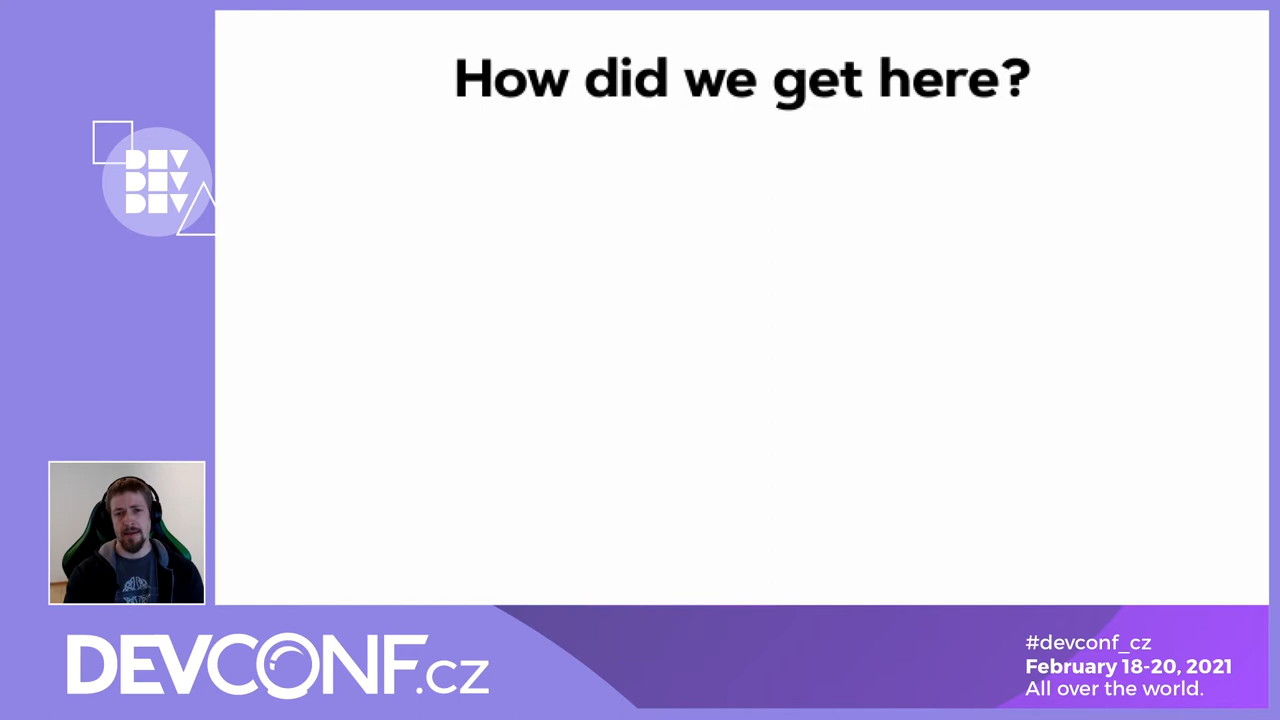 How did we get here?
DEV
DEV
DEV
DEVCONF.cz
#devconf_cz
February 18-20, 2021
All over the world.